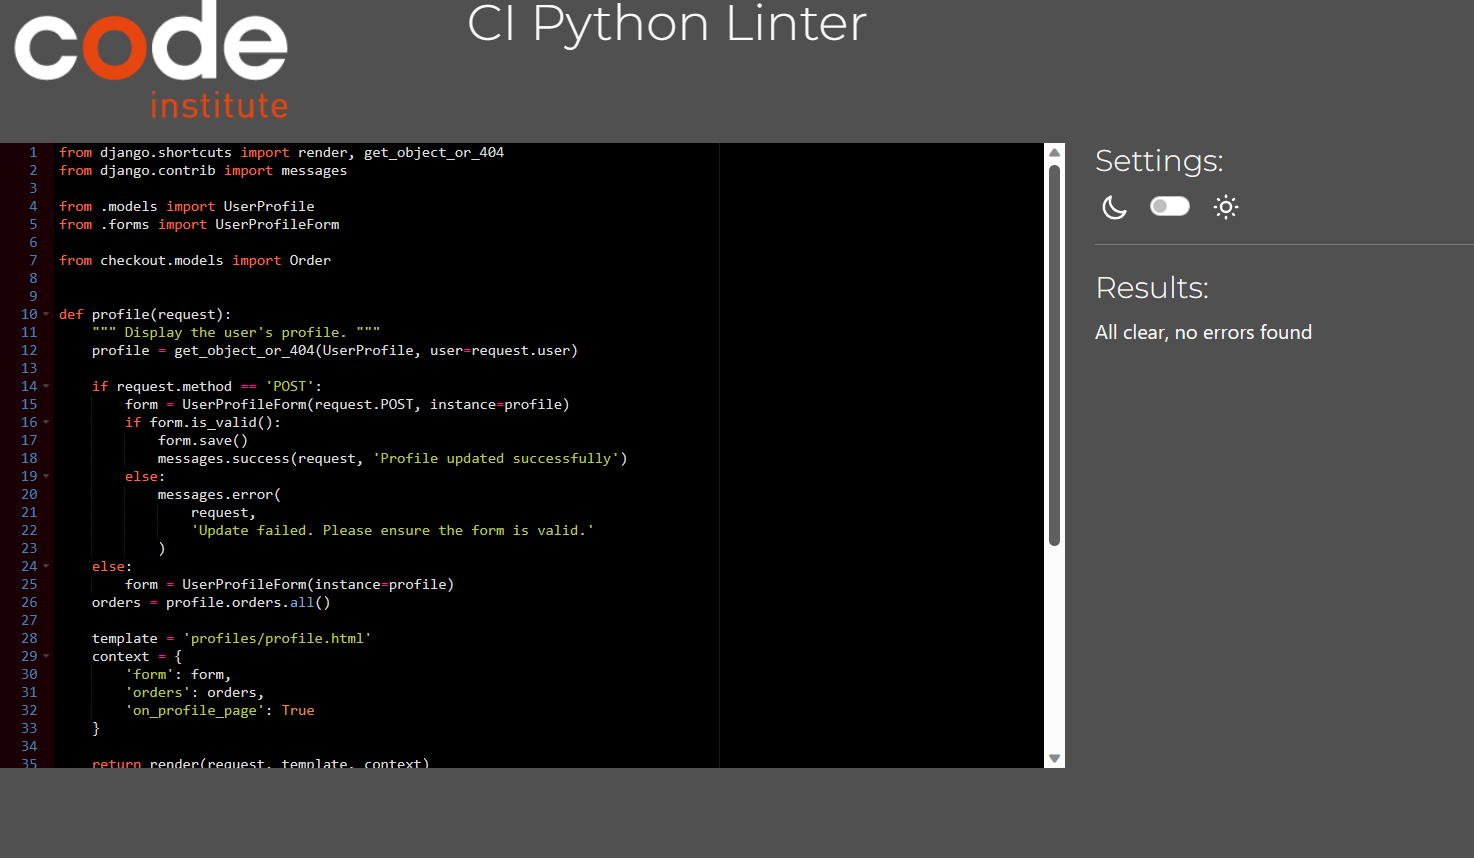 code
institute
CI Python Linter
1 from django.shortcuts import render, get_object_or_404
2 from django.contrib import messages
3
4 from .models import UserProfile
5 from .forms import UserProfileForm
6
7 from checkout.models import Order
8
9
10 def profile(request):
11     """ Display the user's profile. """
12     profile = get_object_or_404(UserProfile, user=request.user)
13
14     if request.method == 'POST':
15         form = UserProfileForm(request.POST, instance=profile)
16         if form.is_valid():
17             form.save()
18             messages.success(request, 'Profile updated successfully')
19         else:
20             messages.error(
21                 request,
22                 'Update failed. Please ensure the form is valid.'
23             )
24     else:
25         form = UserProfileForm(instance=profile)
26     orders = profile.orders.all()
27
28     template = 'profiles/profile.html'
29     context = {
30         'form': form,
31         'orders': orders,
32         'on_profile_page': True
33     }
34
35     return render(request, template, context)
Settings:
Results:
All clear, no errors found